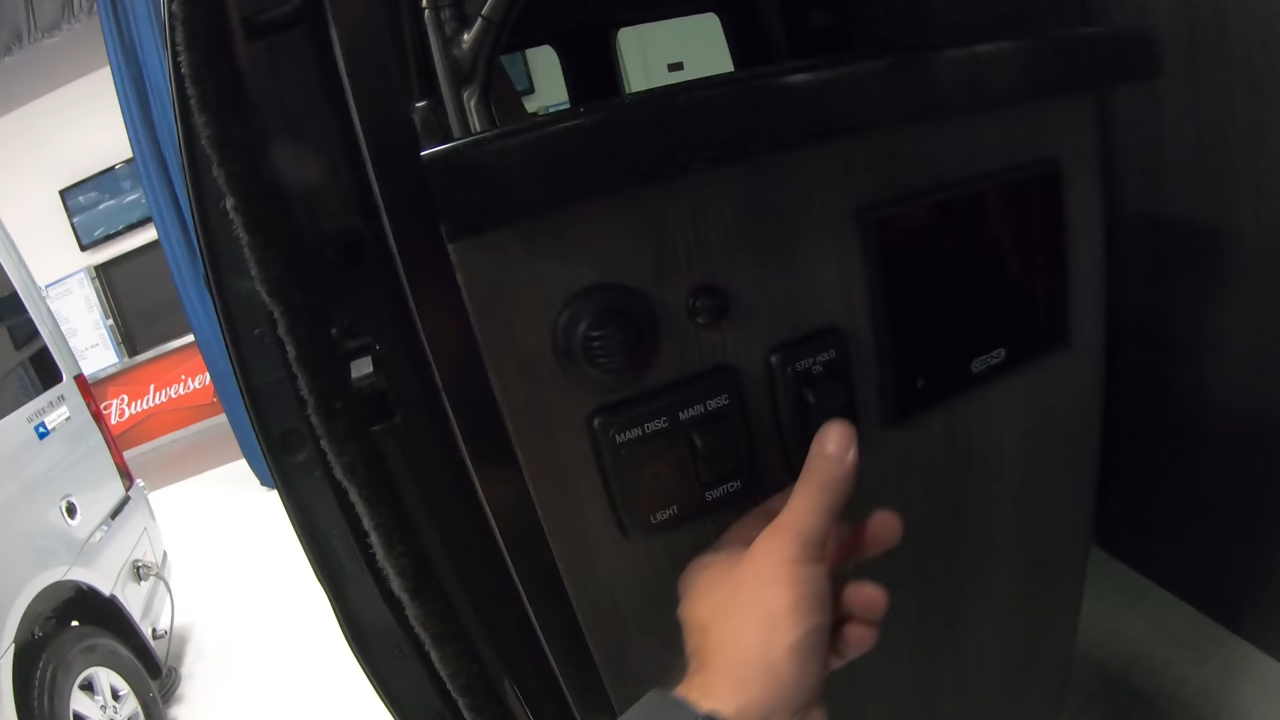 Budweiser
STEP HOLD
ON
MAIN DISC MAIN DISC
SWITCH
LIGHT